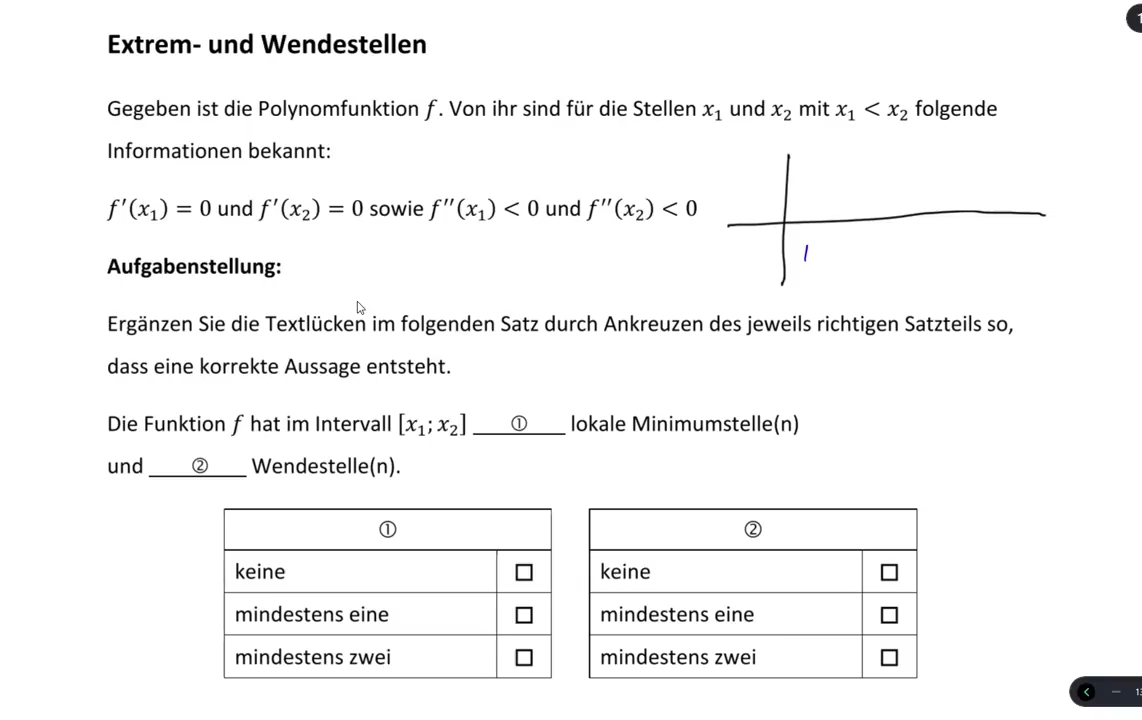 Extrem- und Wendestellen
Gegeben ist die Polynomfunktion f. Von ihr sind für die Stellen x₁ und x₂ mit x₁ < x₂ folgende
Informationen bekannt:
f′(x₁) = 0 und f′(x₂) = 0 sowie f″(x₁) < 0 und f″(x₂) < 0
Aufgabenstellung:
Ergänzen Sie die Textlücken im folgenden Satz durch Ankreuzen des jeweils richtigen Satzteils so,
dass eine korrekte Aussage entsteht.
Die Funktion f hat im Intervall [x₁; x₂] ① lokale Minimumstelle(n)
und ② Wendestelle(n).
① ②
keine ☐ keine ☐
mindestens eine ☐ mindestens eine ☐
mindestens zwei ☐ mindestens zwei ☐